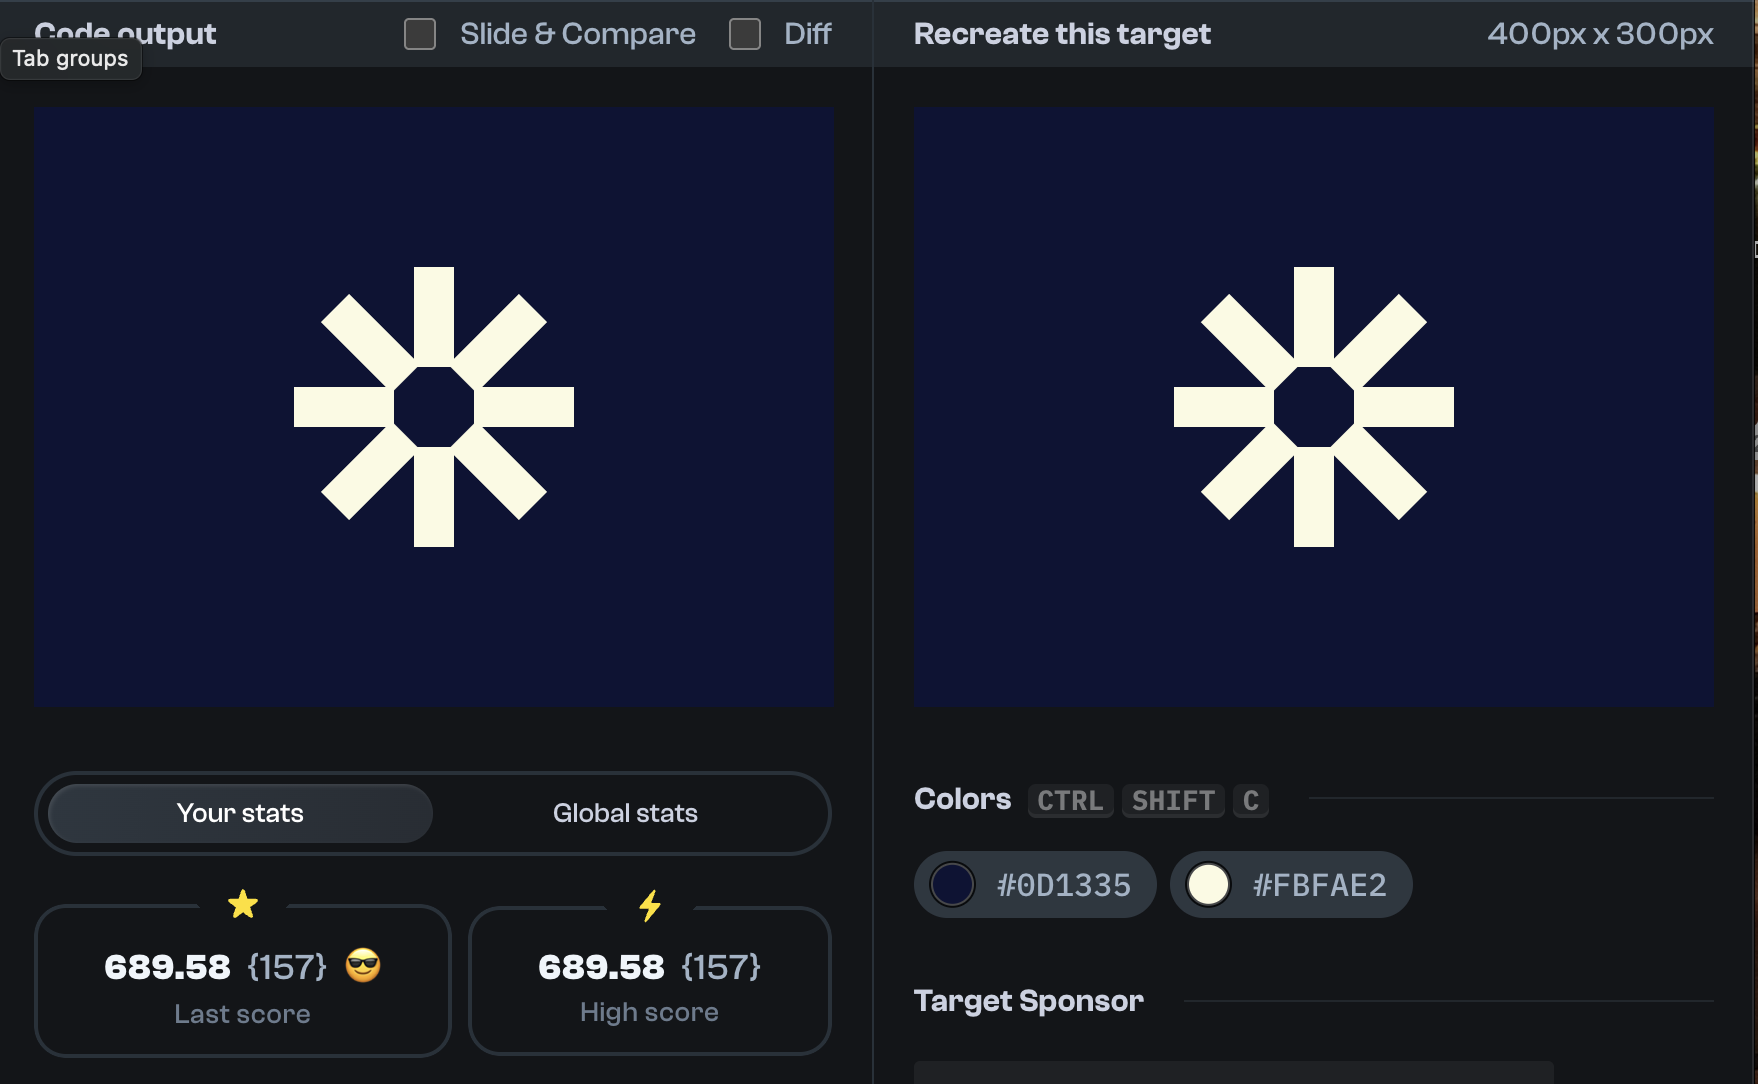 Code output
Slide & Compare
Diff
Tab groups
Recreate this target
400px x 300px
Your stats
Global stats
689.58 {157}
Last score
689.58 {157}
High score
Colors
CTRL SHIFT C
#0D1335
#FBFAE2
Target Sponsor